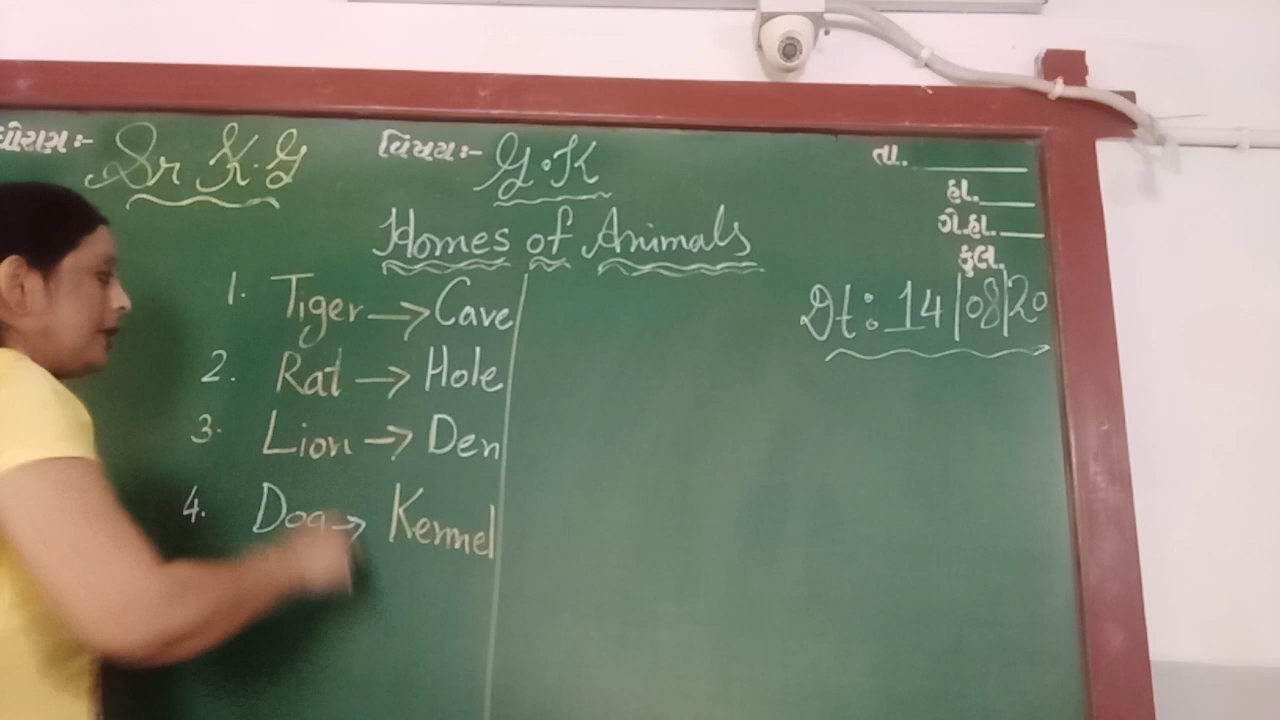 ધોરણઃ- Sr K.G વિષયઃ- G.K તા.
હા.
ગે.હા.
કુલ.
Homes of Animals
Dt: 14/08/20
1. Tiger → Cave
2. Rat → Hole
3. Lion → Den
4. Dog → Kennel